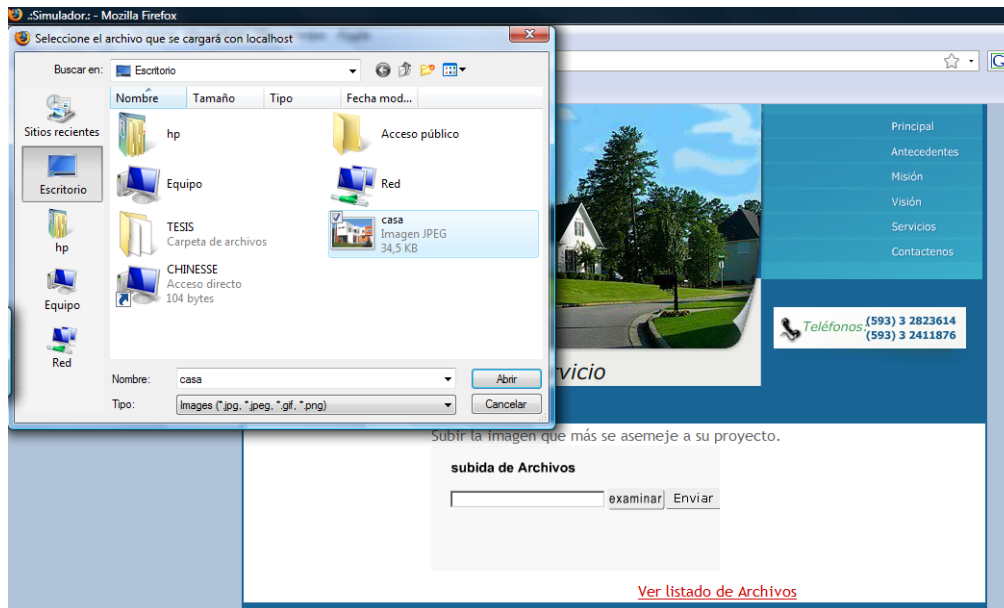 .:Simulador.: - Mozilla Firefox
Seleccione el archivo que se cargará con localhost
Buscar en:
Escritorio
Nombre
Tamaño
Tipo
Fecha mod...
Sitios recientes
Escritorio
hp
Equipo
Red
hp
Acceso público
Equipo
Red
TESIS
Carpeta de archivos
casa
Imagen JPEG
34,5 KB
CHINESSE
Acceso directo
104 bytes
Nombre:
casa
Abrir
Tipo:
Images (*.jpg, *.jpeg, *.gif, *.png)
Cancelar
G
Principal
Antecedentes
Misión
Visión
Servicios
Contactenos
Teléfonos:
(593) 3 2823614
(593) 3 2411876
vicio
Subir la imagen que más se asemeje a su proyecto.
subida de Archivos
examinar
Enviar
Ver listado de Archivos